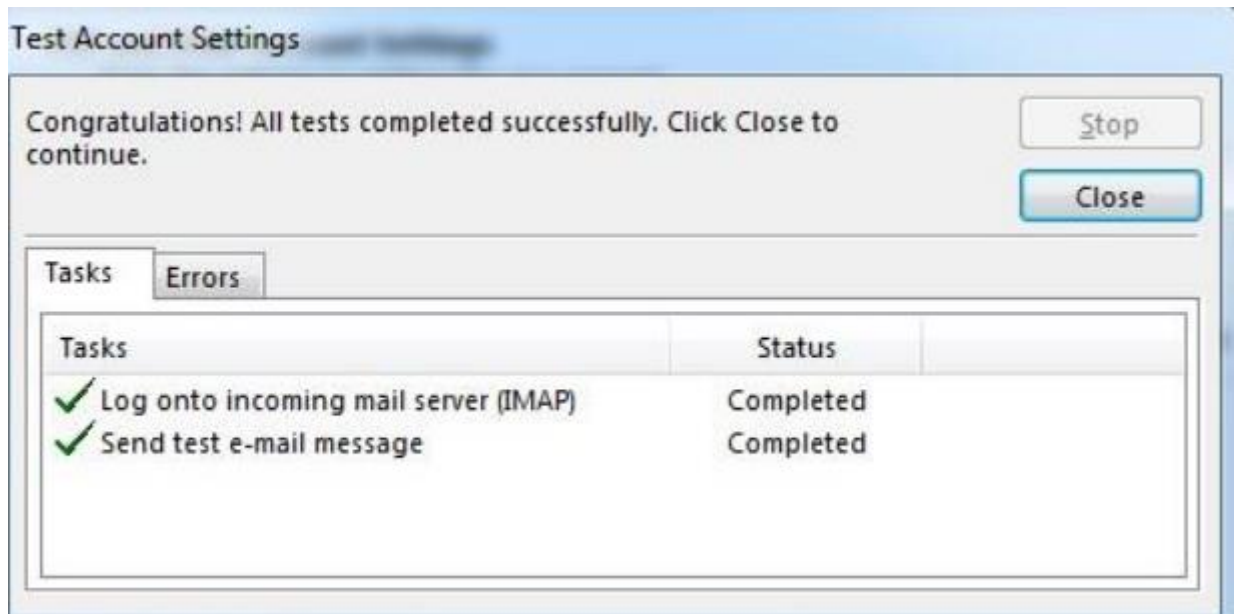 Test Account Settings
Congratulations! All tests completed successfully. Click Close to
continue.
Stop
Close
Tasks
Errors
Tasks Status
Log onto incoming mail server (IMAP) Completed
Send test e-mail message Completed